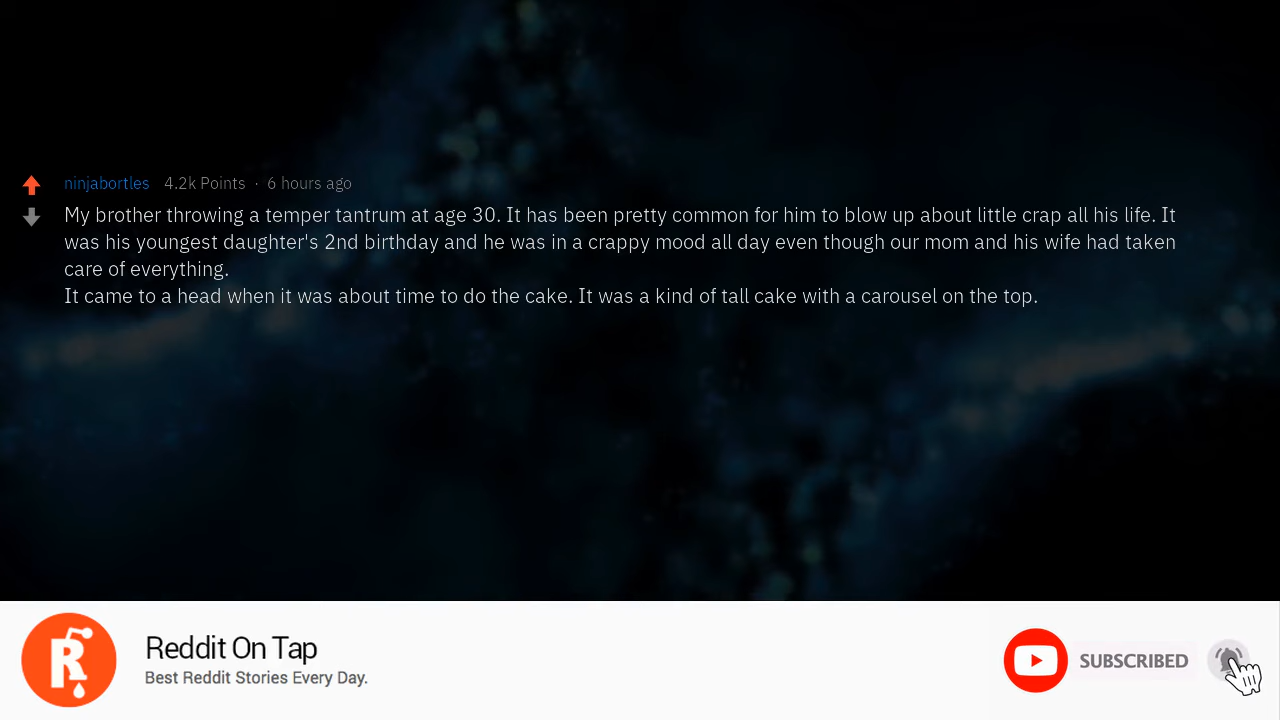 ninjabortles 4.2k Points · 6 hours ago
My brother throwing a temper tantrum at age 30. It has been pretty common for him to blow up about little crap all his life. It
was his youngest daughter's 2nd birthday and he was in a crappy mood all day even though our mom and his wife had taken
care of everything.
It came to a head when it was about time to do the cake. It was a kind of tall cake with a carousel on the top.
Reddit On Tap
Best Reddit Stories Every Day.
SUBSCRIBED